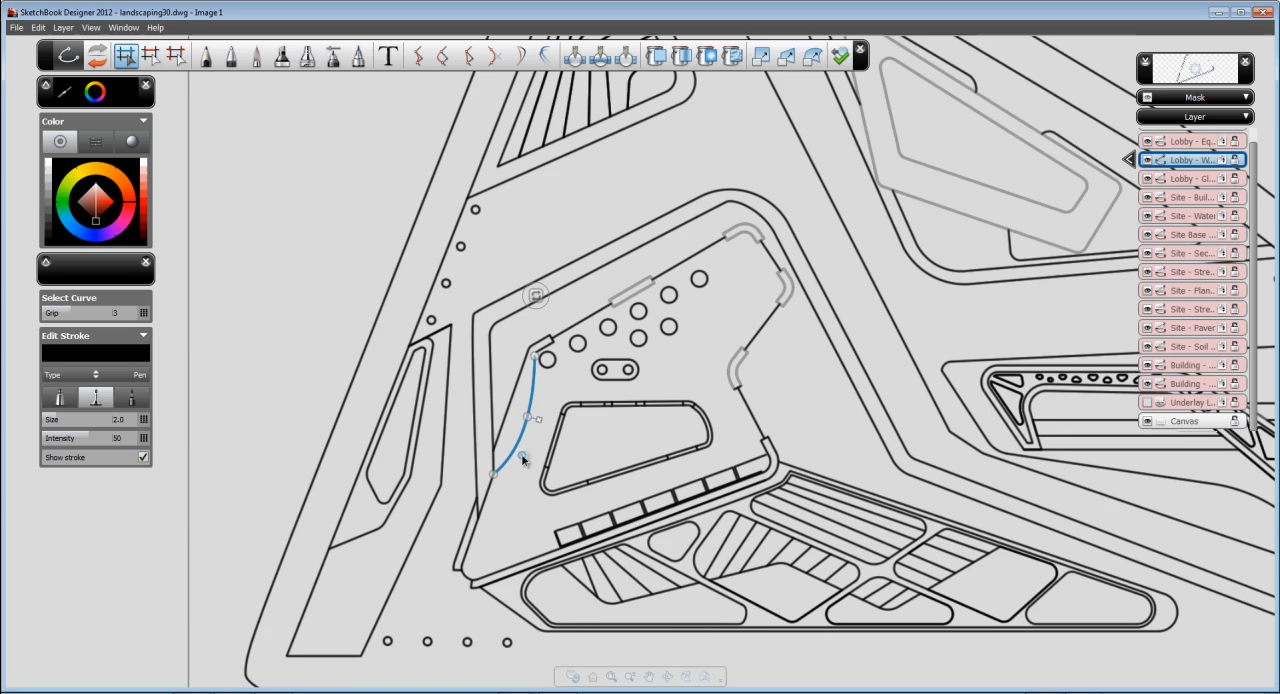 SketchBook Designer 2012 - landscaping30.dwg - Image 1
File Edit Layer View Window Help
T
Color
Select Curve
Grip 3
Edit Stroke
Type Pen
Size 2.0
Intensity 50
Show stroke
Mask
Layer
Lobby - Eq...
Lobby - W...
Lobby - Gl...
Site - Buil...
Site - Water
Site Base ...
Site - Sec...
Site - Stre...
Site - Plan...
Site - Stre...
Site - Paver
Site - Soil ...
Building - ...
Building - ...
Underlay L...
Canvas